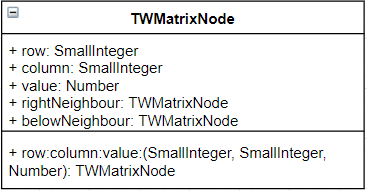 TWMatrixNode
+ row: SmallInteger
+ column: SmallInteger
+ value: Number
+ rightNeighbour: TWMatrixNode
+ belowNeighbour: TWMatrixNode
+ row:column:value:(SmallInteger, SmallInteger,
Number): TWMatrixNode